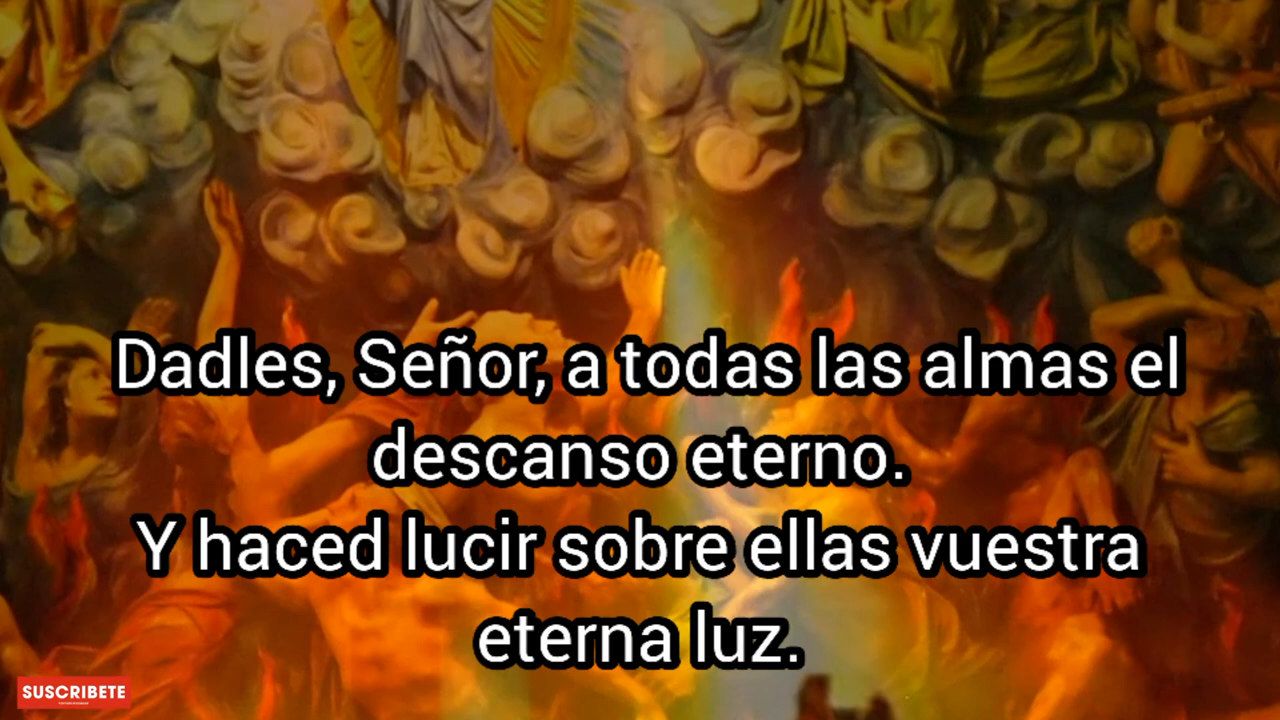 Dadles, Señor, a todas las almas el
descanso eterno.
Y haced lucir sobre ellas vuestra
eterna luz.
SUSCRIBETE